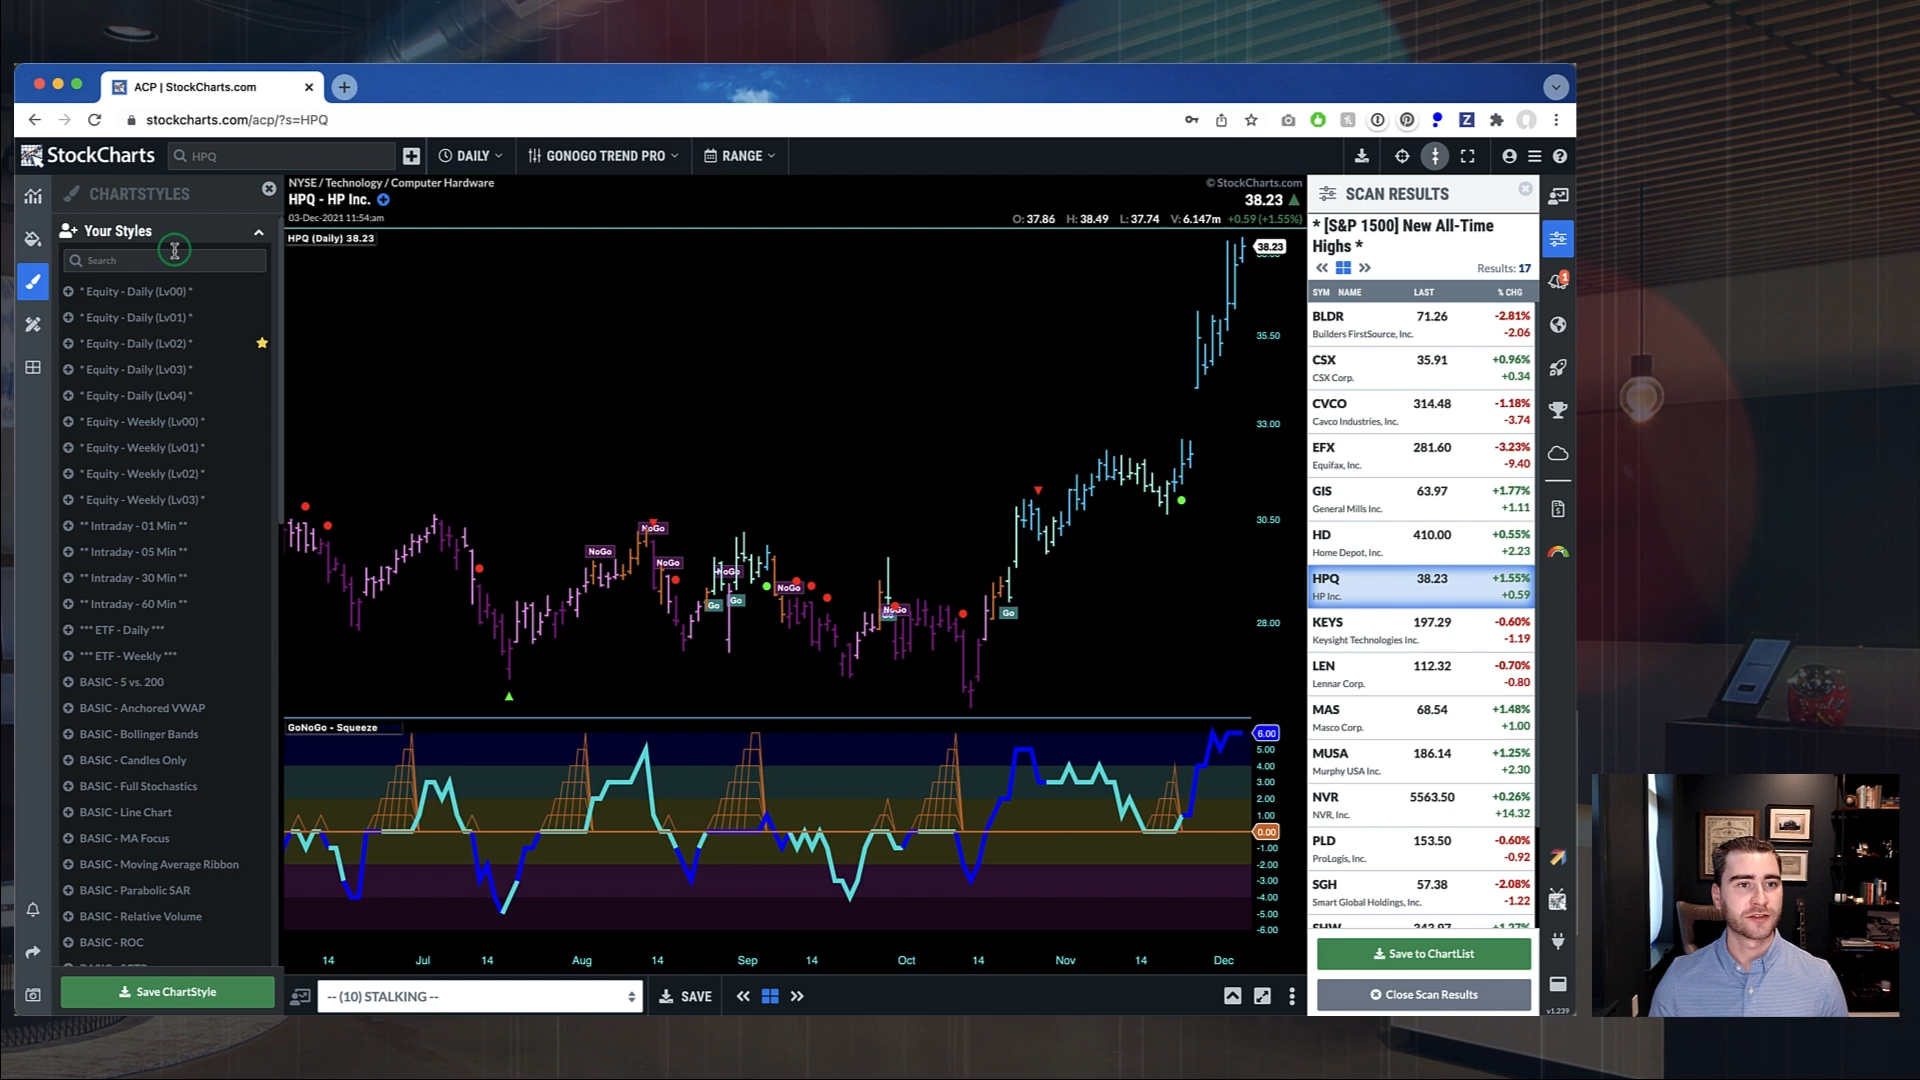 ACP | StockCharts.com
stockcharts.com/acp/?s=HPQ
StockCharts
HPQ
DAILY
GONOGO TREND PRO
RANGE
CHARTSTYLES
Your Styles
Search
* Equity - Daily (Lv00) *
* Equity - Daily (Lv01) *
* Equity - Daily (Lv02) *
* Equity - Daily (Lv03) *
* Equity - Daily (Lv04) *
* Equity - Weekly (Lv00) *
* Equity - Weekly (Lv01) *
* Equity - Weekly (Lv02) *
* Equity - Weekly (Lv03) *
** Intraday - 01 Min **
** Intraday - 05 Min **
** Intraday - 30 Min **
** Intraday - 60 Min **
*** ETF - Daily ***
*** ETF - Weekly ***
BASIC - 5 vs. 200
BASIC - Anchored VWAP
BASIC - Bollinger Bands
BASIC - Candles Only
BASIC - Full Stochastics
BASIC - Line Chart
BASIC - MA Focus
BASIC - Moving Average Ribbon
BASIC - Parabolic SAR
BASIC - Relative Volume
BASIC - ROC
Save ChartStyle
NYSE / Technology / Computer Hardware
© StockCharts.com
HPQ - HP Inc.
38.23
03-Dec-2021 11:54:am
O: 37.86 H: 38.49 L: 37.74 V: 6.147m +0.59 (+1.55%)
HPQ (Daily) 38.23
38.23
35.50
33.00
30.50
28.00
NoGo
NoGo
NoGo
NoGo
NoGo
NoGo
Go
Go
Go
GoNoGo - Squeeze
6.00
5.00
4.00
3.00
2.00
1.00
0.00
-1.00
-2.00
-3.00
-4.00
-5.00
-6.00
14 Jul 14 Aug 14 Sep 14 Oct 14 Nov 14 Dec
-- (10) STALKING --
SAVE
SCAN RESULTS
* [S&P 1500] New All-Time
Highs *
Results: 17
SYM NAME LAST % CHG
BLDR 71.26 -2.81%
Builders FirstSource, Inc. -2.06
CSX 35.91 +0.96%
CSX Corp. +0.34
CVCO 314.48 -1.18%
Cavco Industries, Inc. -3.74
EFX 281.60 -3.23%
Equifax, Inc. -9.40
GIS 63.97 +1.77%
General Mills Inc. +1.11
HD 410.00 +0.55%
Home Depot, Inc. +2.23
HPQ 38.23 +1.55%
HP Inc. +0.59
KEYS 197.29 -0.60%
Keysight Technologies Inc. -1.19
LEN 112.32 -0.70%
Lennar Corp. -0.80
MAS 68.54 +1.48%
Masco Corp. +1.00
MUSA 186.14 +1.25%
Murphy USA Inc. +2.30
NVR 5563.50 +0.26%
NVR, Inc. +14.32
PLD 153.50 -0.60%
ProLogis, Inc. -0.92
SGH 57.38 -2.08%
Smart Global Holdings, Inc. -1.22
SHW 342.97 +1.27%
Save to ChartList
Close Scan Results
1
v1.239